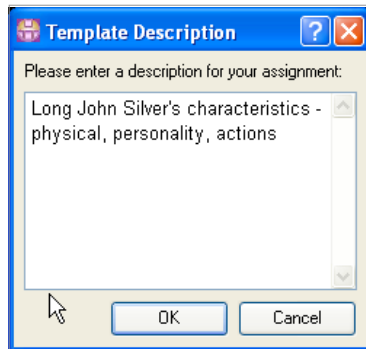 Template Description
Please enter a description for your assignment:
Long John Silver's characteristics -
physical, personality, actions
OK
Cancel